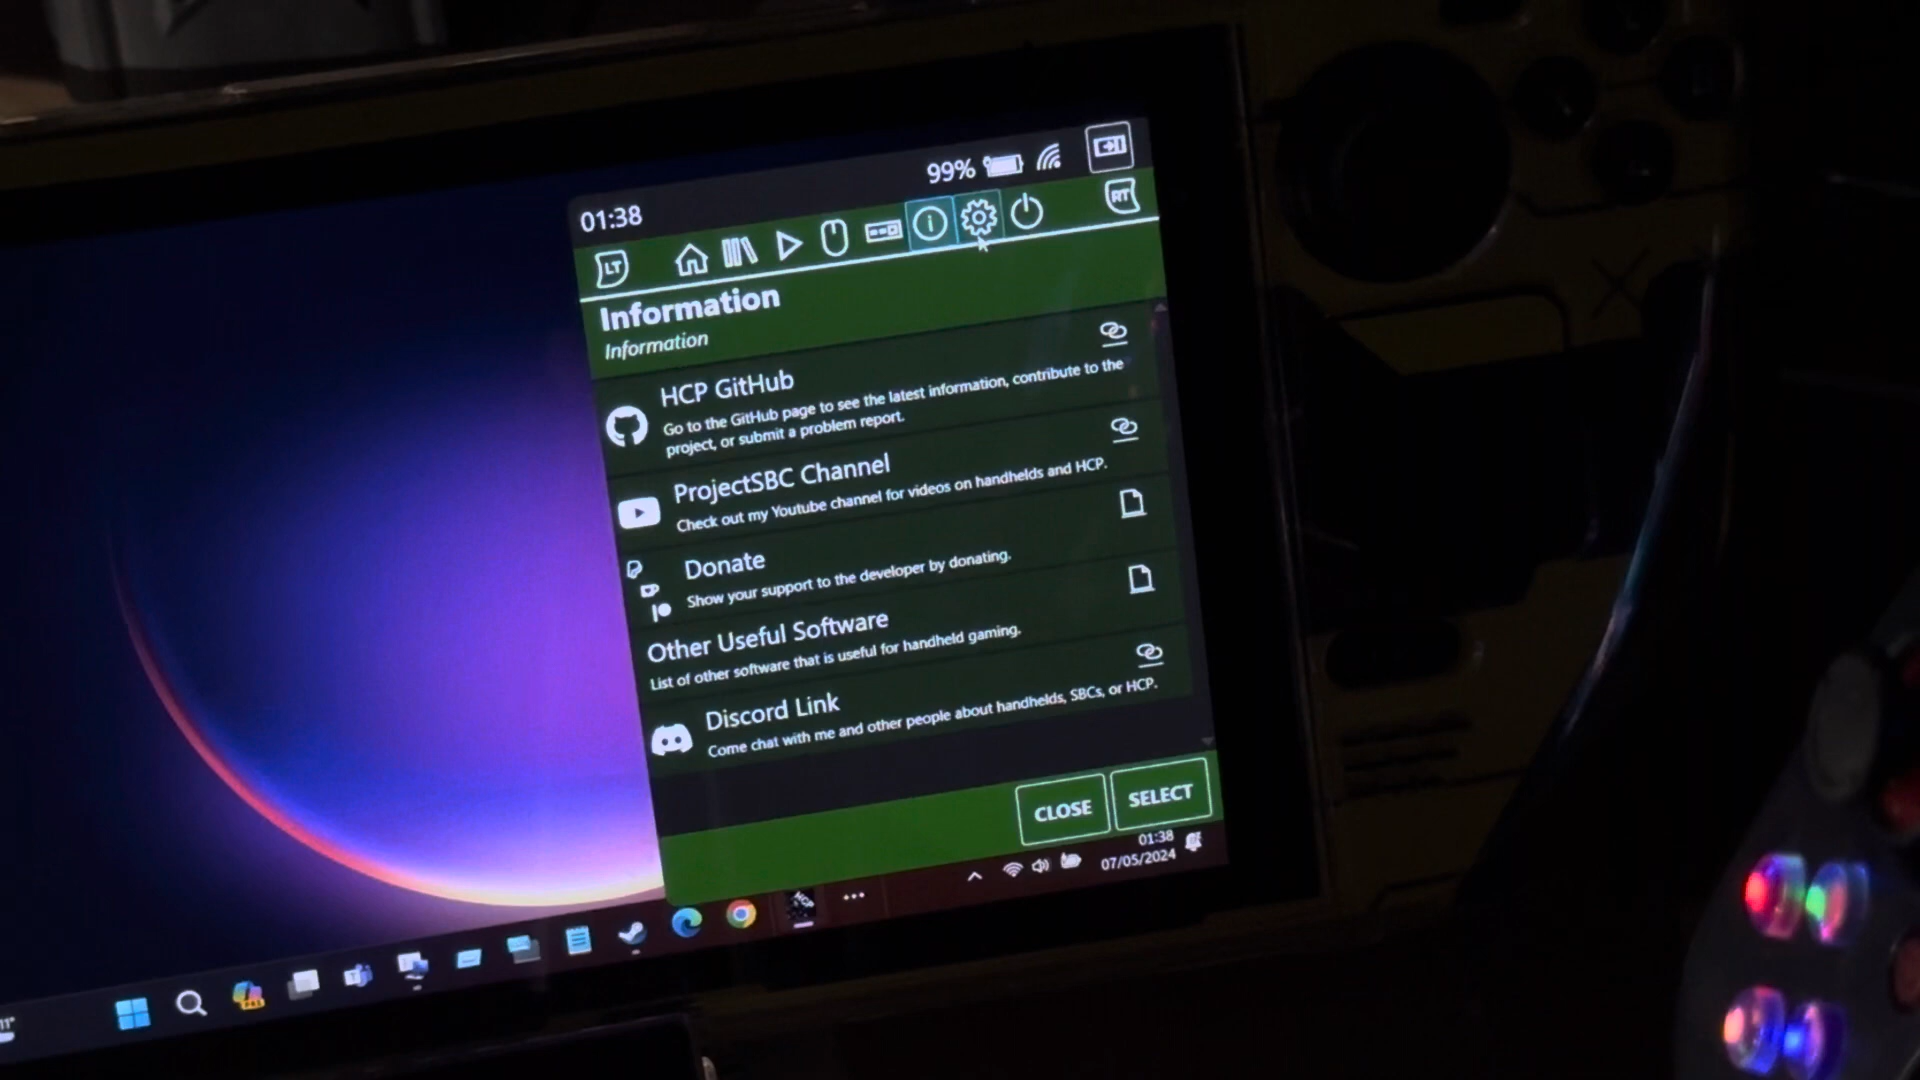 99%
01:38
LT
RT
Information
Information
HCP GitHub
Go to the GitHub page to see the latest information, contribute to the
project, or submit a problem report.
ProjectSBC Channel
Check out my Youtube channel for videos on handhelds and HCP.
Donate
Show your support to the developer by donating.
Other Useful Software
List of other software that is useful for handheld gaming.
Discord Link
Come chat with me and other people about handhelds, SBCs, or HCP.
CLOSE
SELECT
01:38
07/05/2024
HCP
11°
X